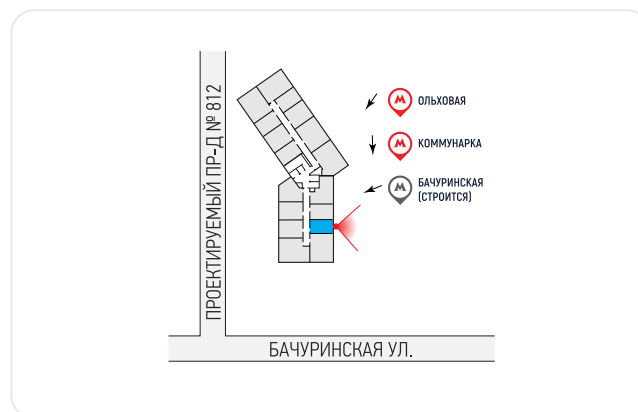 ПРОЕКТИРУЕМЫЙ ПР-Д № 812
М ОЛЬХОВАЯ
М КОММУНАРКА
М БАЧУРИНСКАЯ
(СТРОИТСЯ)
БАЧУРИНСКАЯ УЛ.